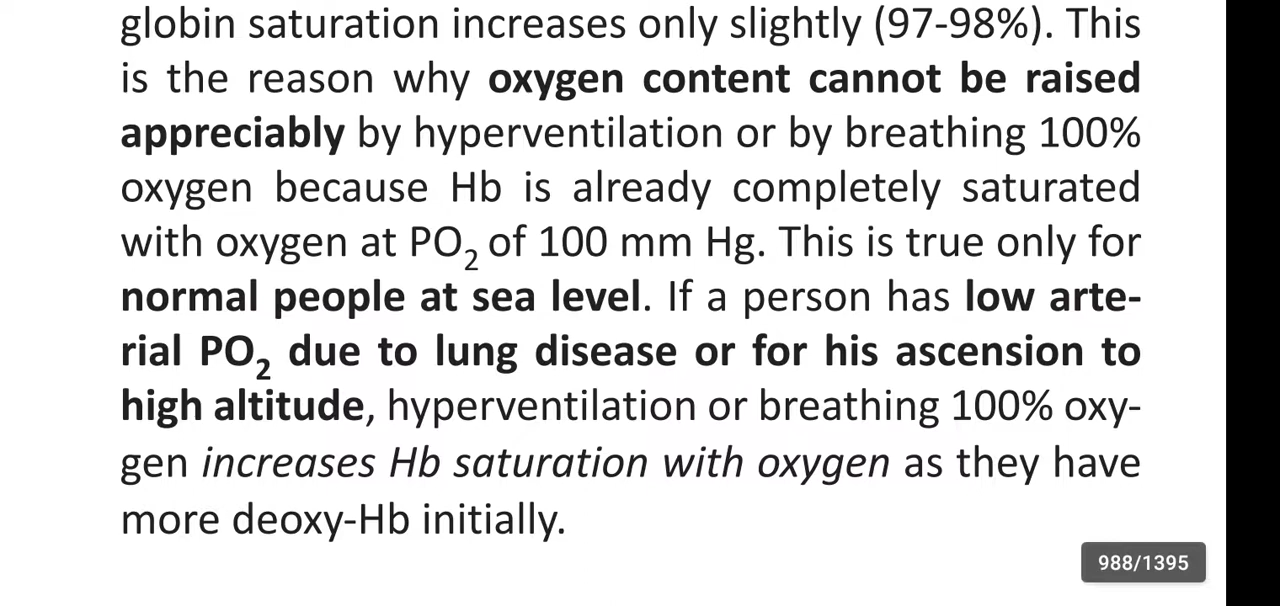 globin saturation increases only slightly (97-98%). This
is the reason why oxygen content cannot be raised
appreciably by hyperventilation or by breathing 100%
oxygen because Hb is already completely saturated
with oxygen at PO2 of 100 mm Hg. This is true only for
normal people at sea level. If a person has low arte-
rial PO2 due to lung disease or for his ascension to
high altitude, hyperventilation or breathing 100% oxy-
gen increases Hb saturation with oxygen as they have
more deoxy-Hb initially.
988/1395